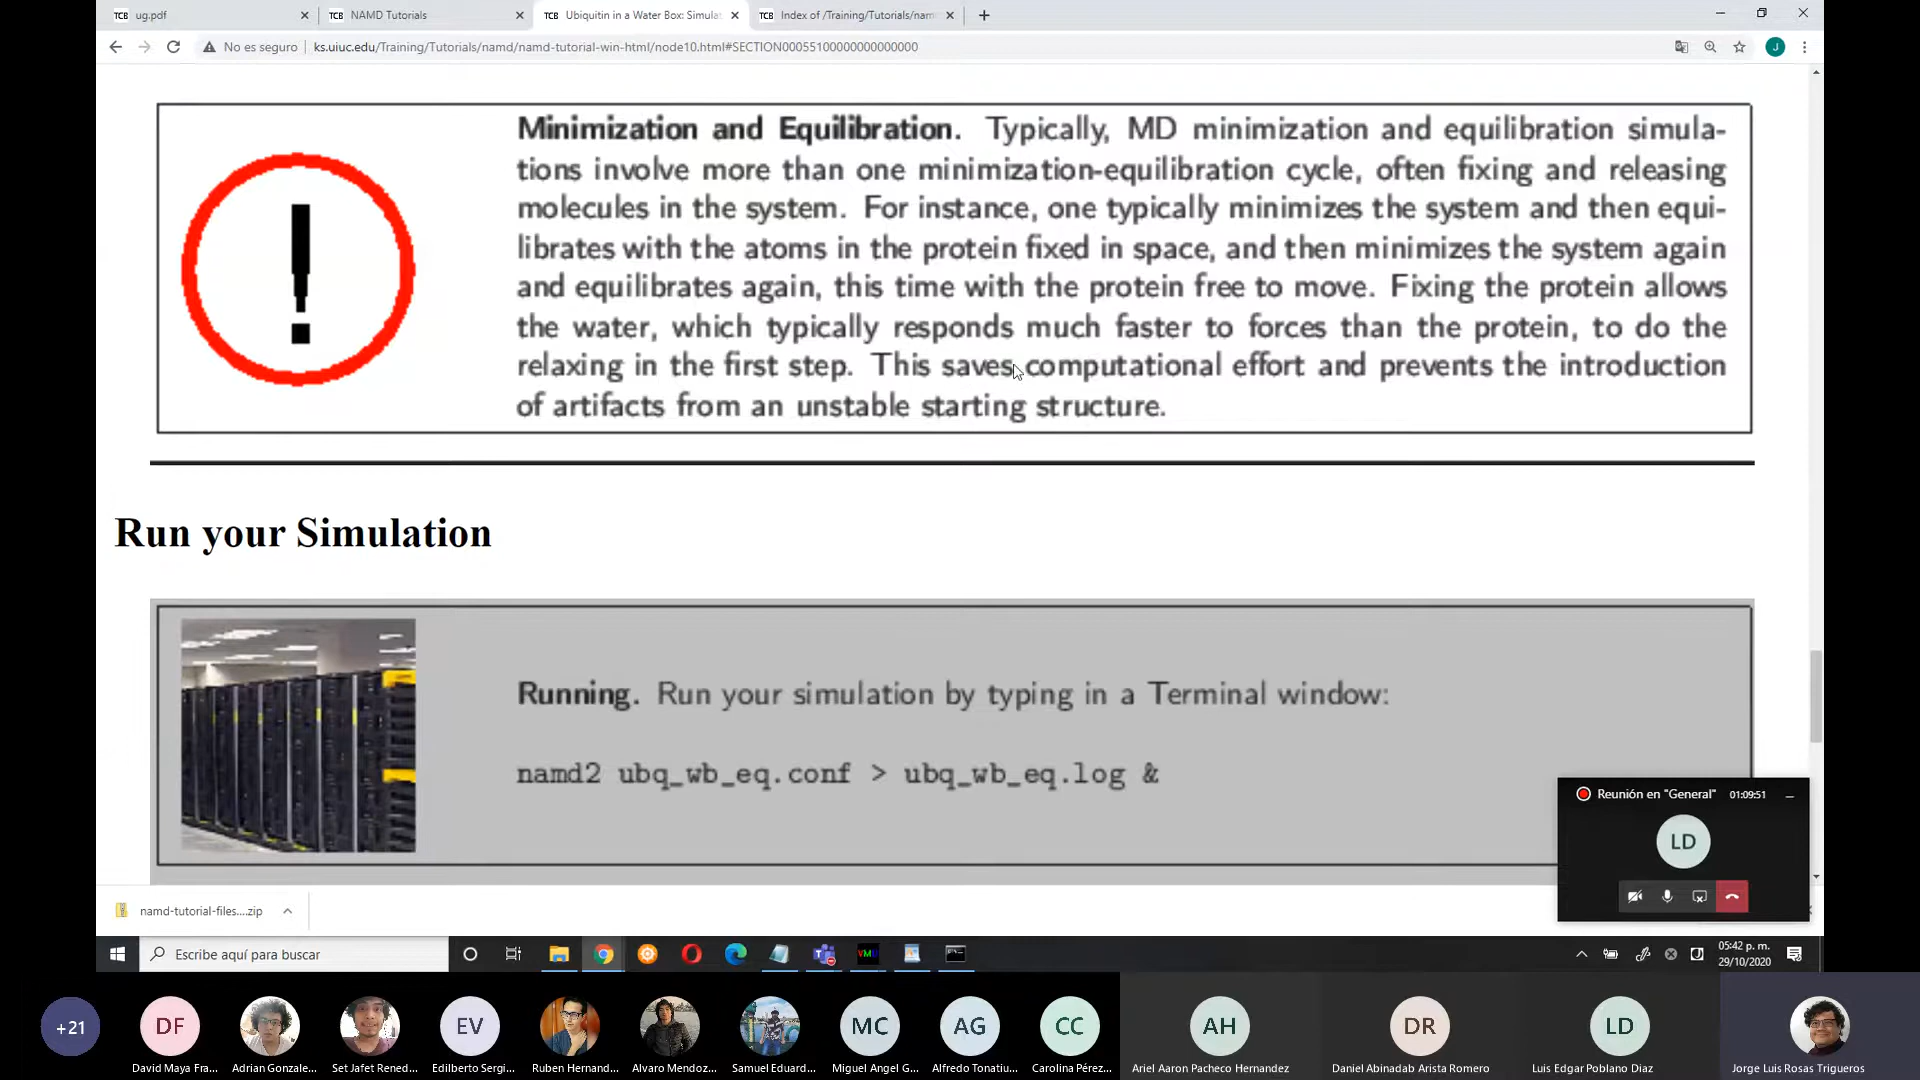 TCB ug.pdf
TCB NAMD Tutorials
TCB Ubiquitin in a Water Box: Simula
TCB Index of /Training/Tutorials/nam
No es seguro
ks.uiuc.edu/Training/Tutorials/namd/namd-tutorial-win-html/node10.html#SECTION00055100000000000000
J
Minimization and Equilibration. Typically, MD minimization and equilibration simula-
tions involve more than one minimization-equilibration cycle, often fixing and releasing
molecules in the system. For instance, one typically minimizes the system and then equi-
librates with the atoms in the protein fixed in space, and then minimizes the system again
and equilibrates again, this time with the protein free to move. Fixing the protein allows
the water, which typically responds much faster to forces than the protein, to do the
relaxing in the first step. This saves computational effort and prevents the introduction
of artifacts from an unstable starting structure.
Run your Simulation
Running. Run your simulation by typing in a Terminal window:
namd2 ubq_wb_eq.conf > ubq_wb_eq.log &
Reunión en "General" 01:09:51
LD
namd-tutorial-files....zip
Escribe aquí para buscar
VMD
05:42 p. m.
29/10/2020
+21
DF
EV
MC
AG
CC
AH
DR
LD
David Maya Fra...
Adrian Gonzale...
Set Jafet Rened...
Edilberto Sergi...
Ruben Hernand...
Alvaro Mendoz...
Samuel Eduard...
Miguel Angel G...
Alfredo Tonatiu...
Carolina Pérez...
Ariel Aaron Pacheco Hernandez
Daniel Abinadab Arista Romero
Luis Edgar Poblano Diaz
Jorge Luis Rosas Trigueros